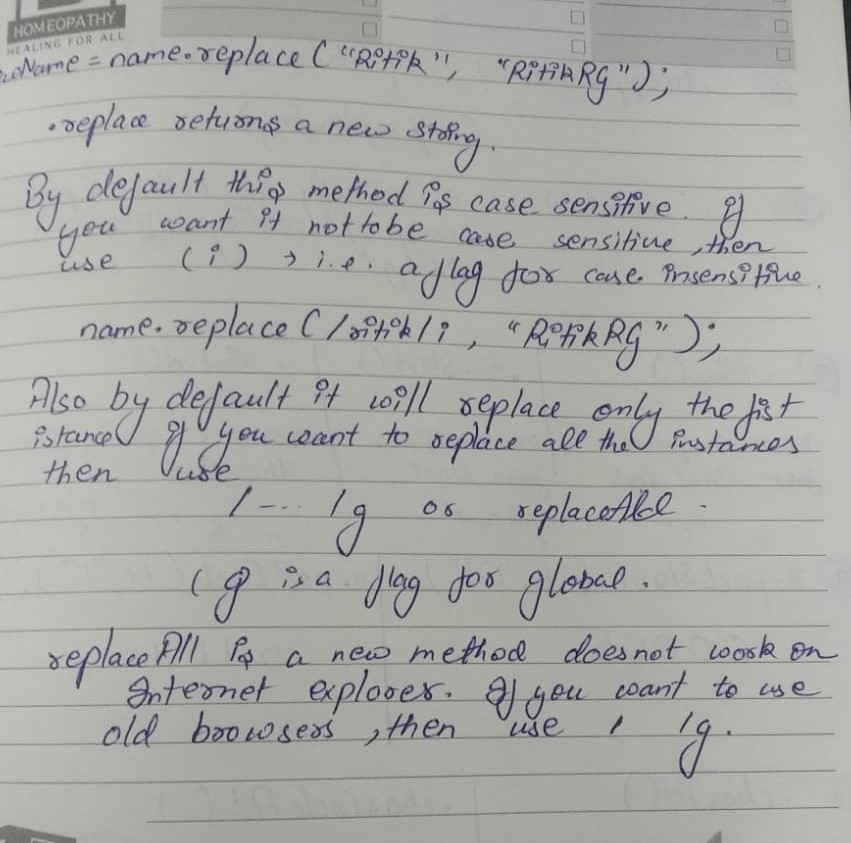 HOMEOPATHY
HEALING FOR ALL
Name = name.replace ("Ritik", "RitikRG");
.replace returns a new string.
By default this method is case sensitive. If
you want it not to be case sensitive, then
use (i) → i.e. a flag for case insensitive.
name.replace (/ritik/i, "RitikRG");
Also by default it will replace only the fist
istance if you want to replace all the instances
then use
/---/g or replaceAll.
(g is a flag for global.
replaceAll is a new method does not work on
Internet explorer. If you want to use
old browsers, then use / /g.